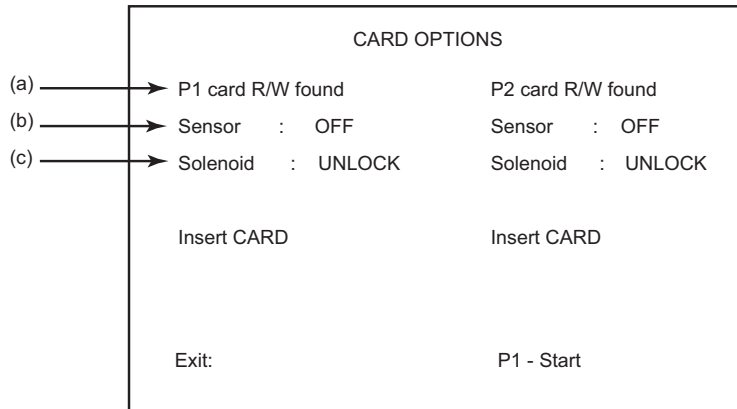 CARD OPTIONS
(a) P1 card R/W found P2 card R/W found
(b) Sensor : OFF Sensor : OFF
(c) Solenoid : UNLOCK Solenoid : UNLOCK
Insert CARD Insert CARD
Exit: P1 - Start